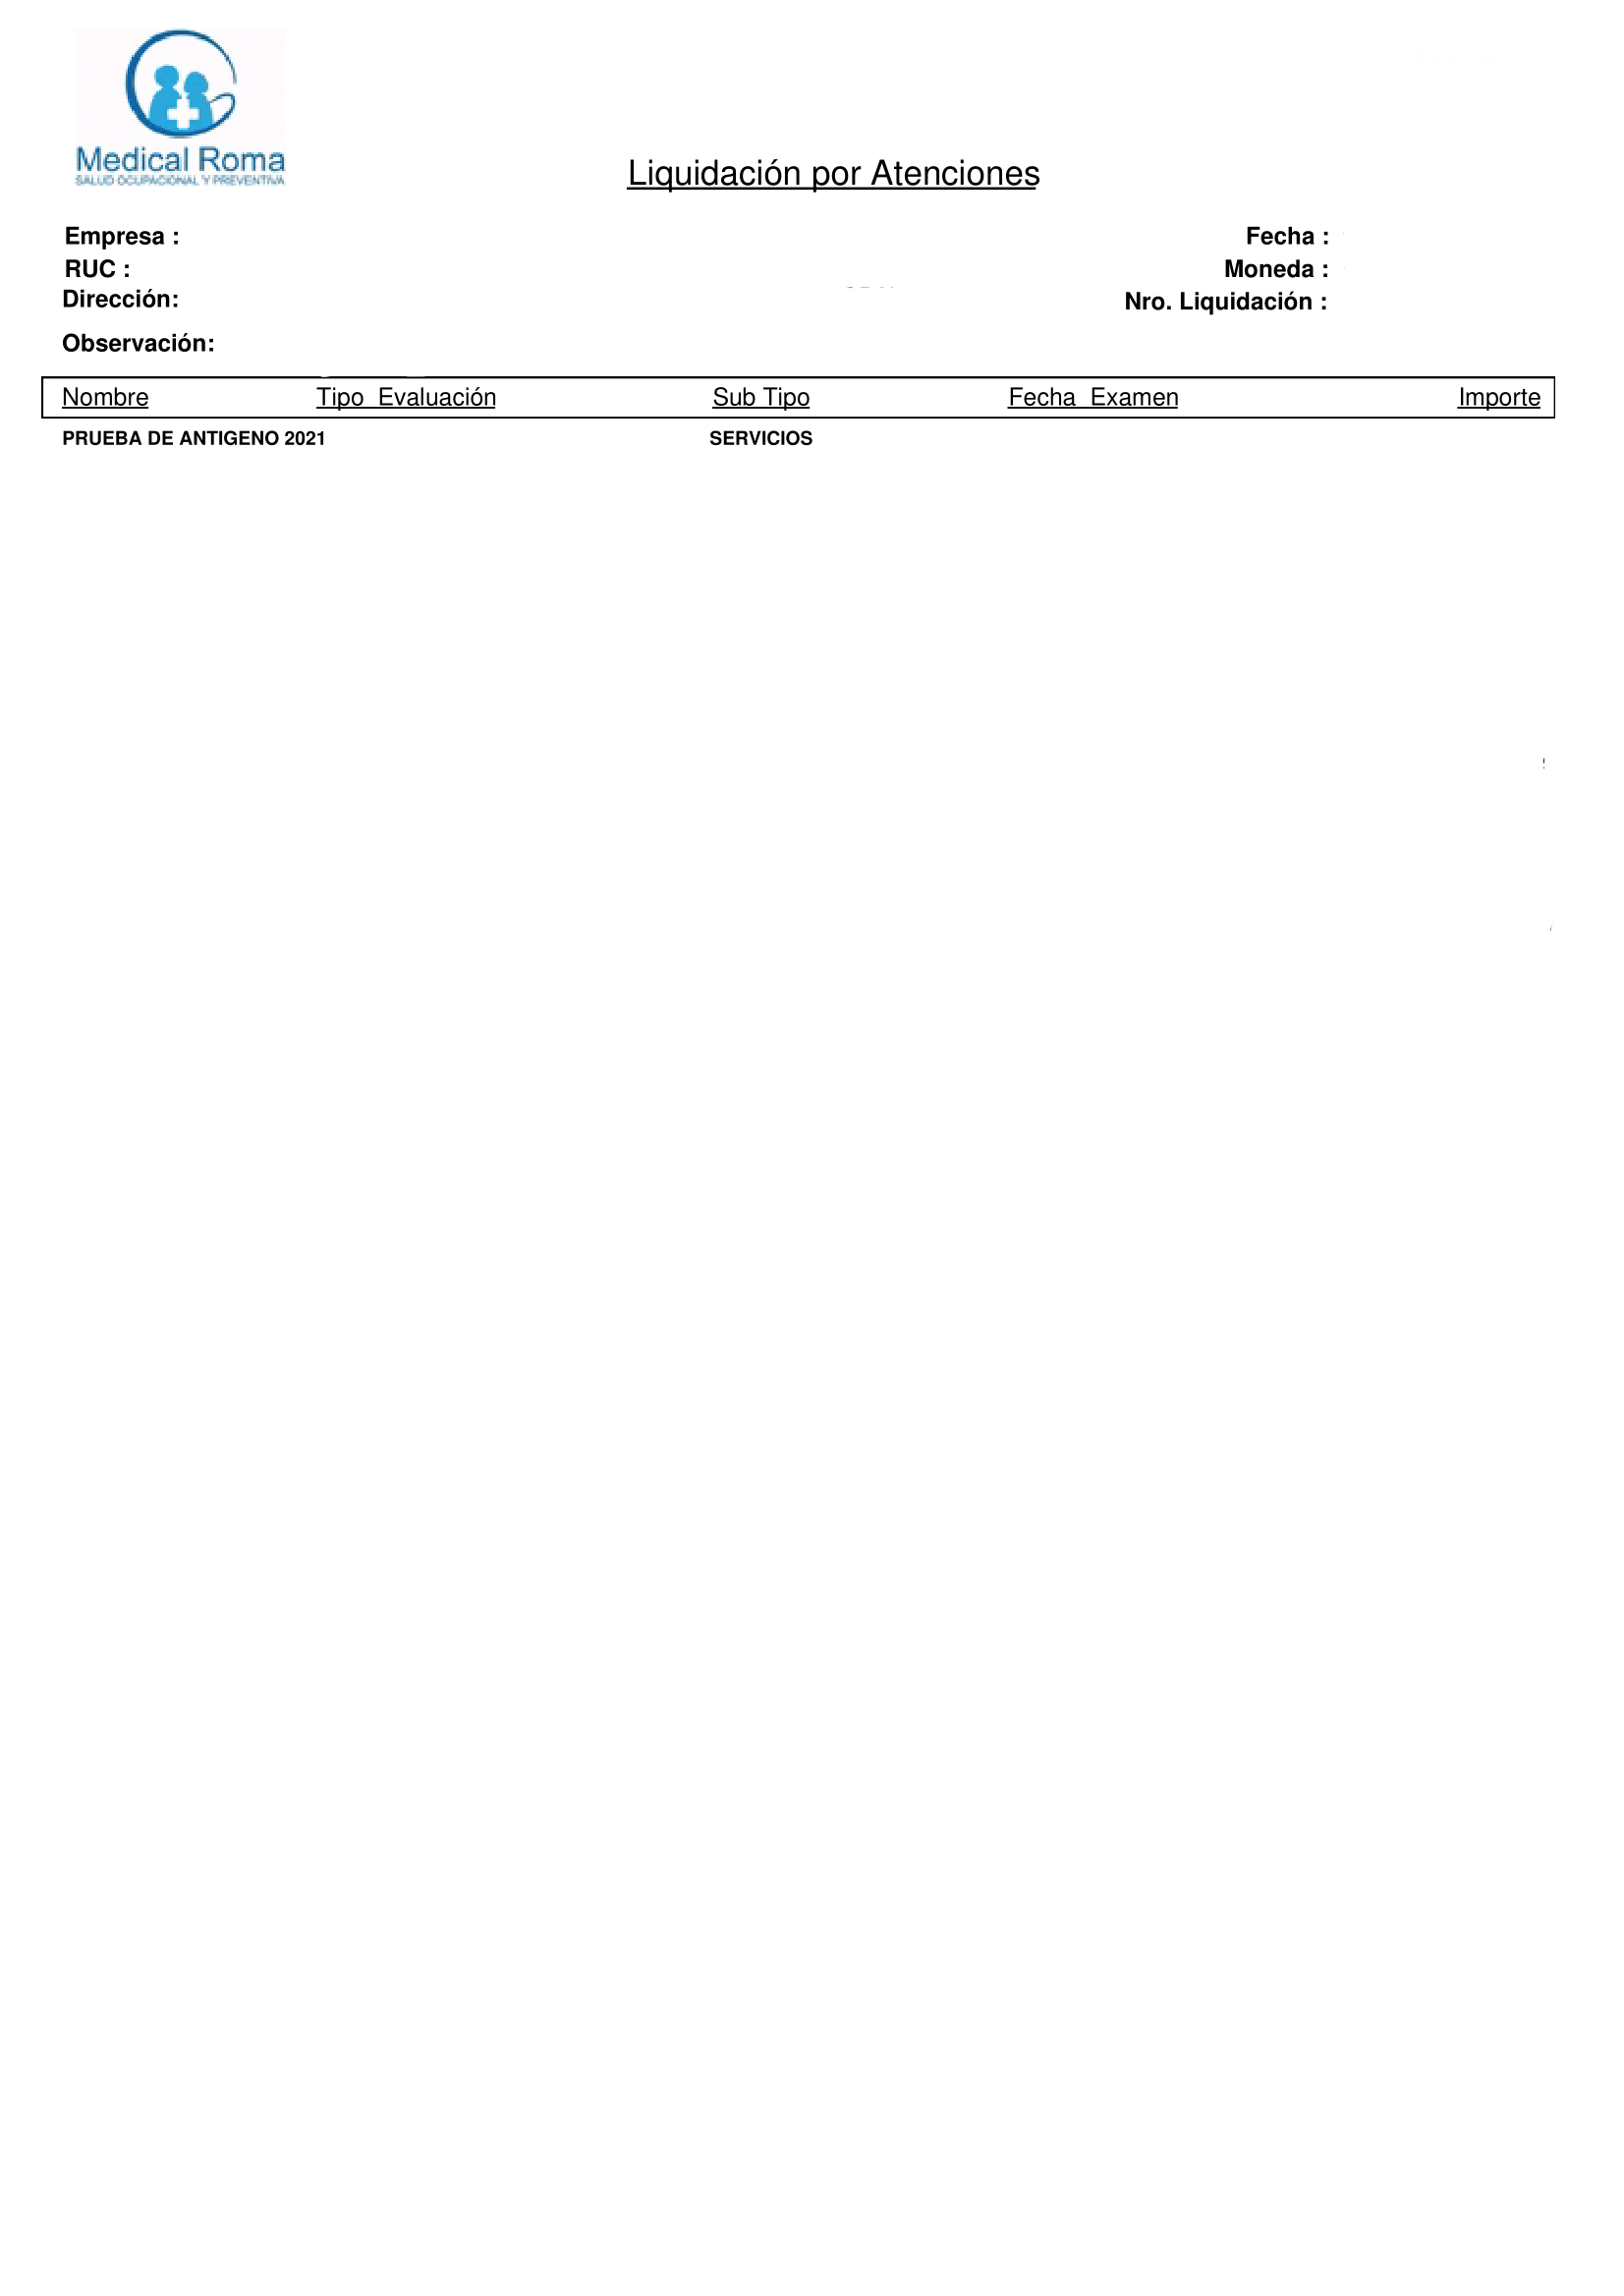 Medical Roma
SALUD OCUPACIONAL Y PREVENTIVA
Liquidación por Atenciones
Empresa :
Fecha :
RUC :
Moneda :
Dirección:
Nro. Liquidación :
Observación:
Nombre Tipo Evaluación Sub Tipo Fecha Examen Importe
PRUEBA DE ANTIGENO 2021 SERVICIOS